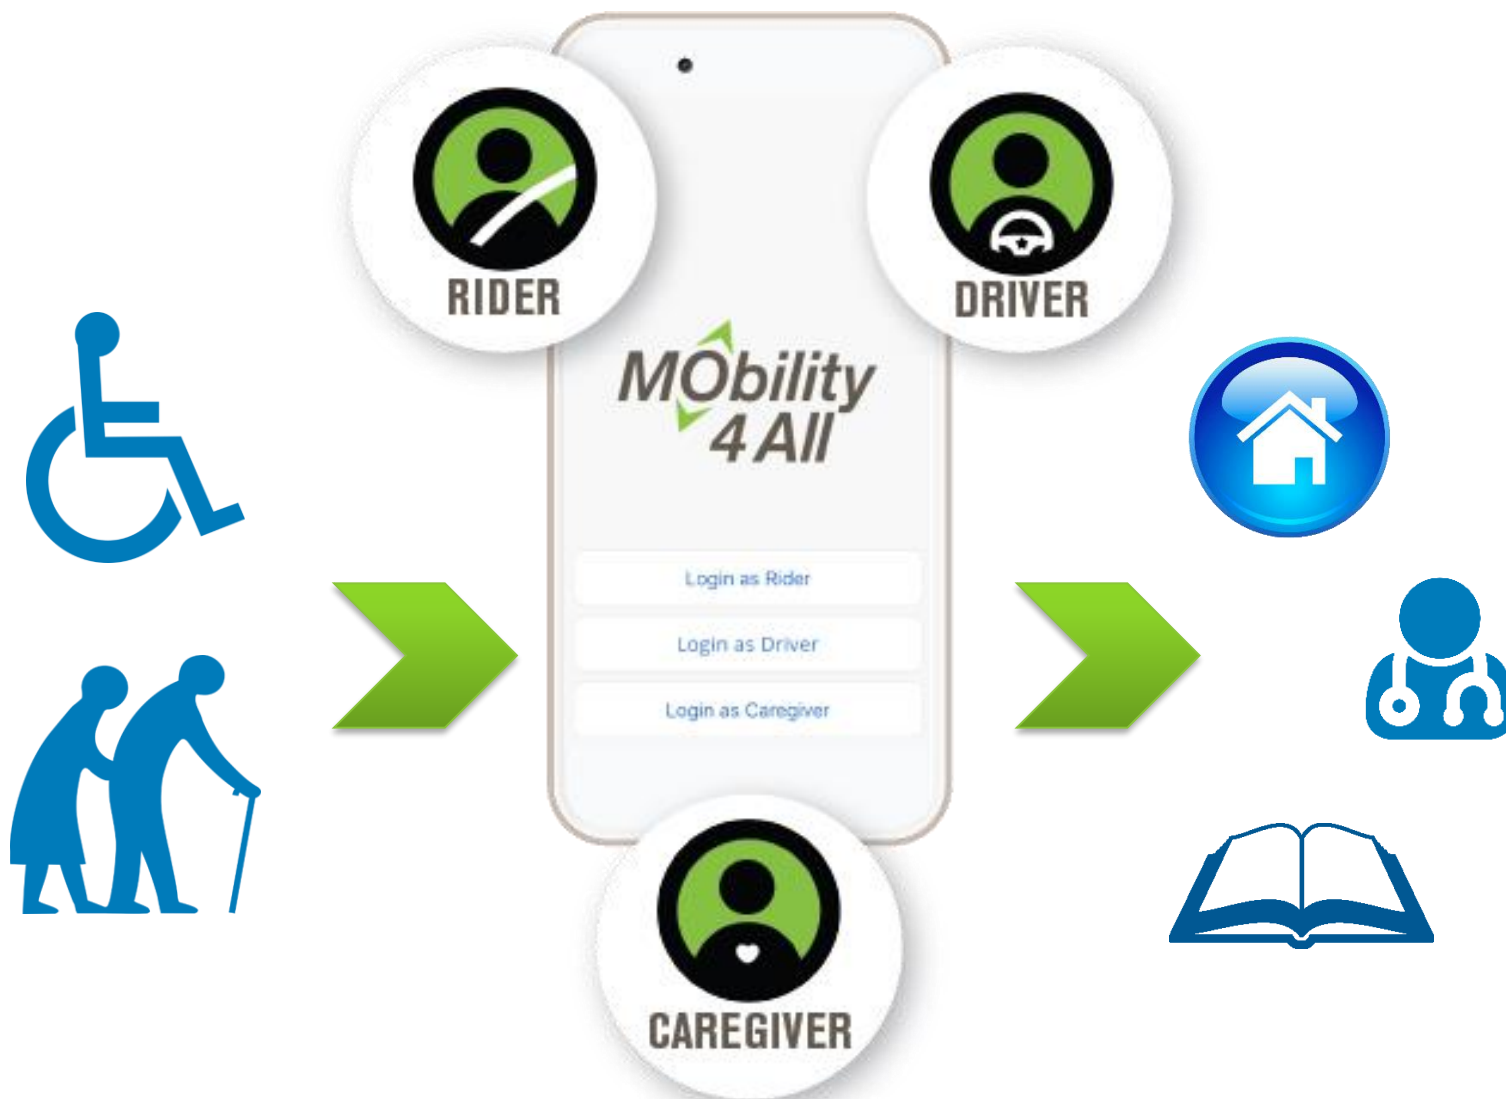 RIDER
DRIVER
MObility
4 All
Login as Rider
Login as Driver
Login as Caregiver
CAREGIVER